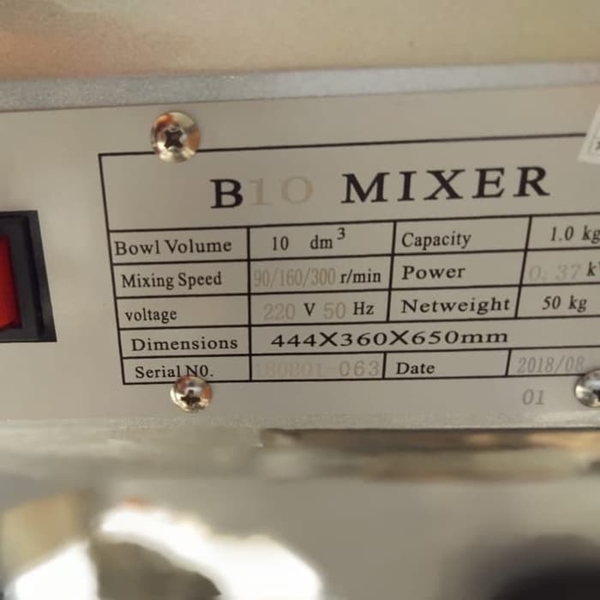 B10 MIXER
Bowl Volume 10 dm³ Capacity 1.0 kg
Mixing Speed 90/160/300 r/min Power 0.37 k
voltage 220 V 50 Hz Netweight 50 kg
Dimensions 444X360X650mm
Serial N0. 180801-063 Date 2018/08
01